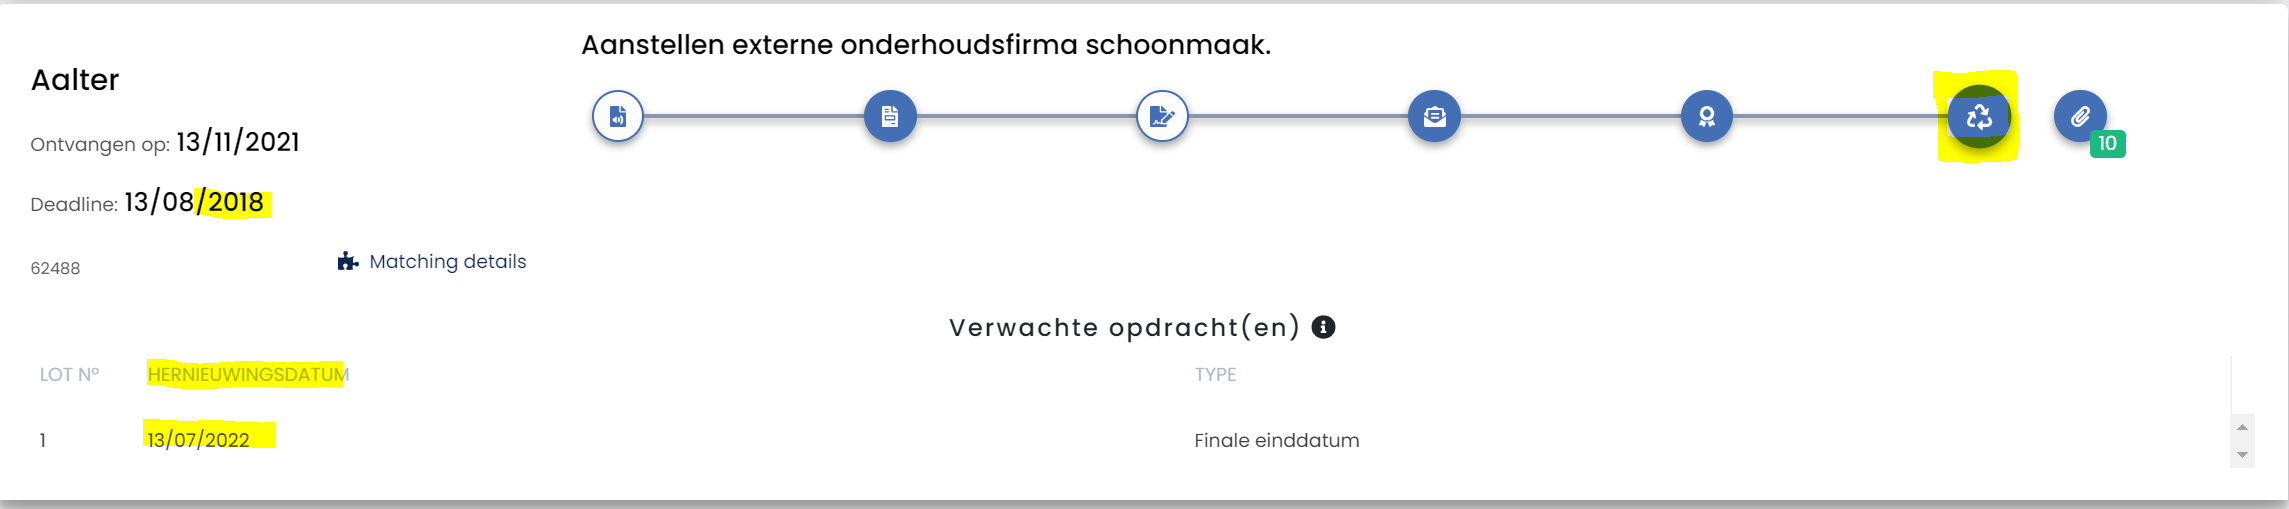 Aanstellen externe onderhoudsfirma schoonmaak.
Aalter
Ontvangen op: 13/11/2021
Deadline: 13/08/2018
10
62488
Matching details
Verwachte opdracht(en)
LOT N° HERNIEUWINGSDATUM TYPE
1 13/07/2022 Finale einddatum